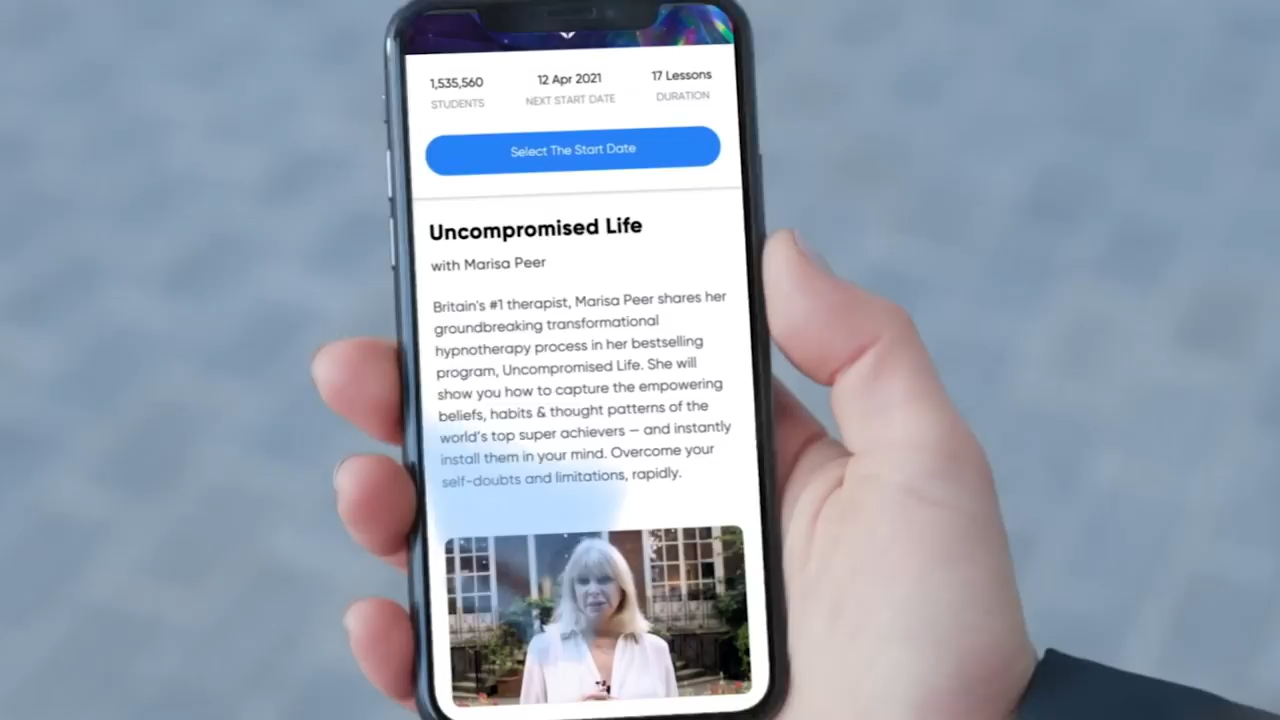 1,535,560 12 Apr 2021 17 Lessons
STUDENTS NEXT START DATE DURATION
Select The Start Date
Uncompromised Life
with Marisa Peer
Britain's #1 therapist, Marisa Peer shares her
groundbreaking transformational
hypnotherapy process in her bestselling
program, Uncompromised Life. She will
show you how to capture the empowering
beliefs, habits & thought patterns of the
world's top super achievers — and instantly
install them in your mind. Overcome your
self-doubts and limitations, rapidly.